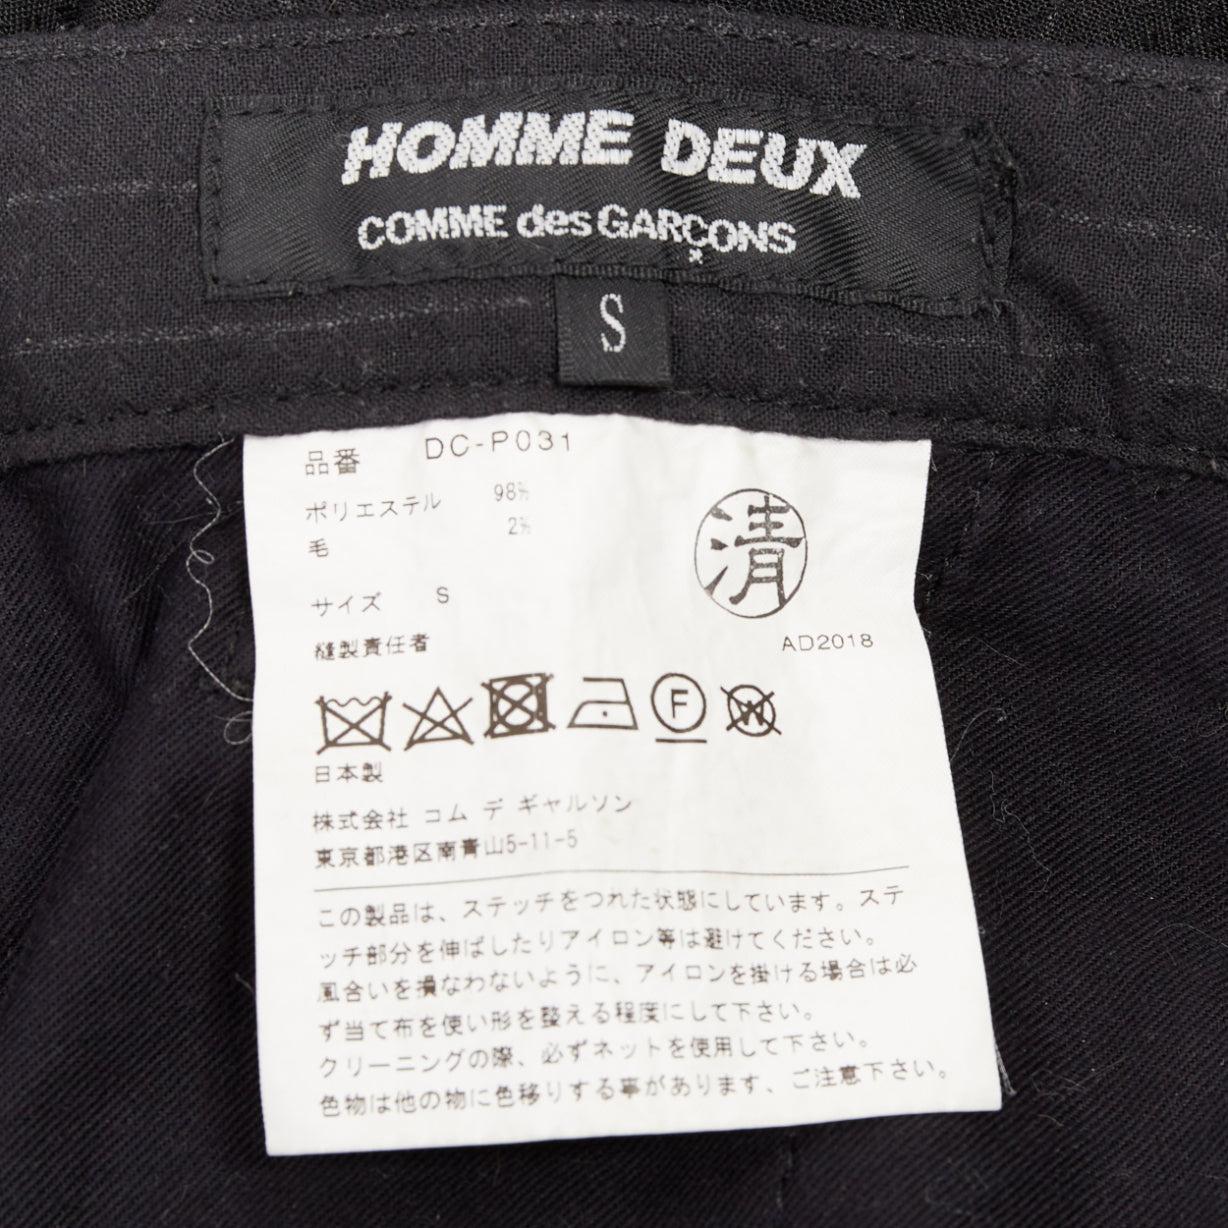 HOMME DEUX
COMME des GARÇONS
S
品番 DC-P031
ポリエステル 98%
毛 2%
清
サイズ S
縫製責任者
AD2018
F
W
日本製
株式会社 コム デ ギャルソン
東京都港区南青山5-11-5
この製品は、ステッチをつれた状態にしています。ステ
ッチ部分を伸ばしたりアイロン等は避けてください。
風合いを損なわないように、アイロンを掛ける場合は必
ず当て布を使い形を整える程度にして下さい。
クリーニングの際、必ずネットを使用して下さい。
色物は他の物に色移りする事があります、ご注意下さい。